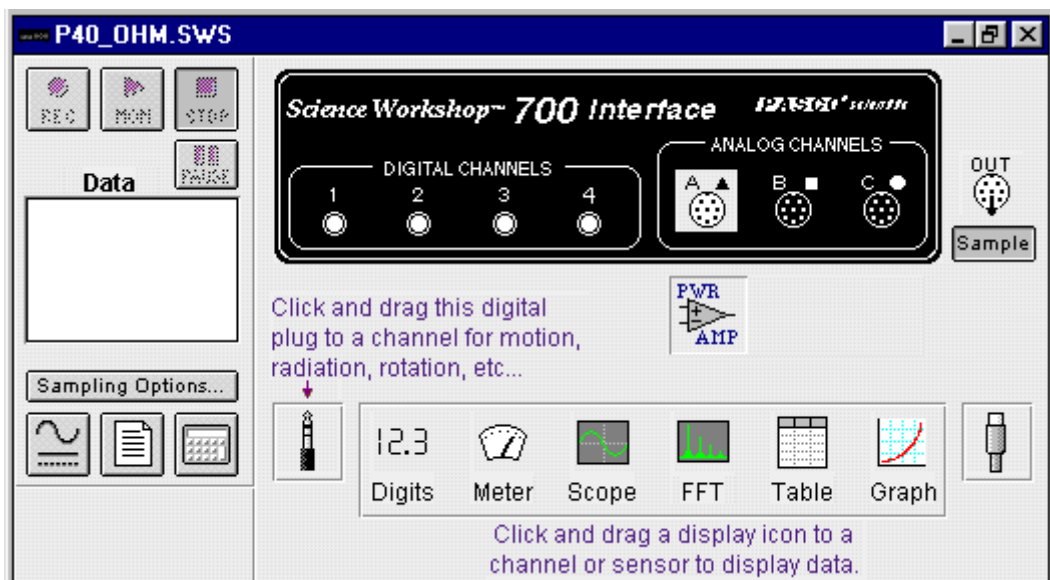 P40_OHM.SWS
REC MON STOP
PAUSE
Data
Sampling Options...
Science Workshop™ 700 Interface
DIGITAL CHANNELS
1 2 3 4
ANALOG CHANNELS
A B C
OUT
Sample
PWR
AMP
Click and drag this digital
plug to a channel for motion,
radiation, rotation, etc...
12.3
Digits Meter Scope FFT Table Graph
Click and drag a display icon to a
channel or sensor to display data.